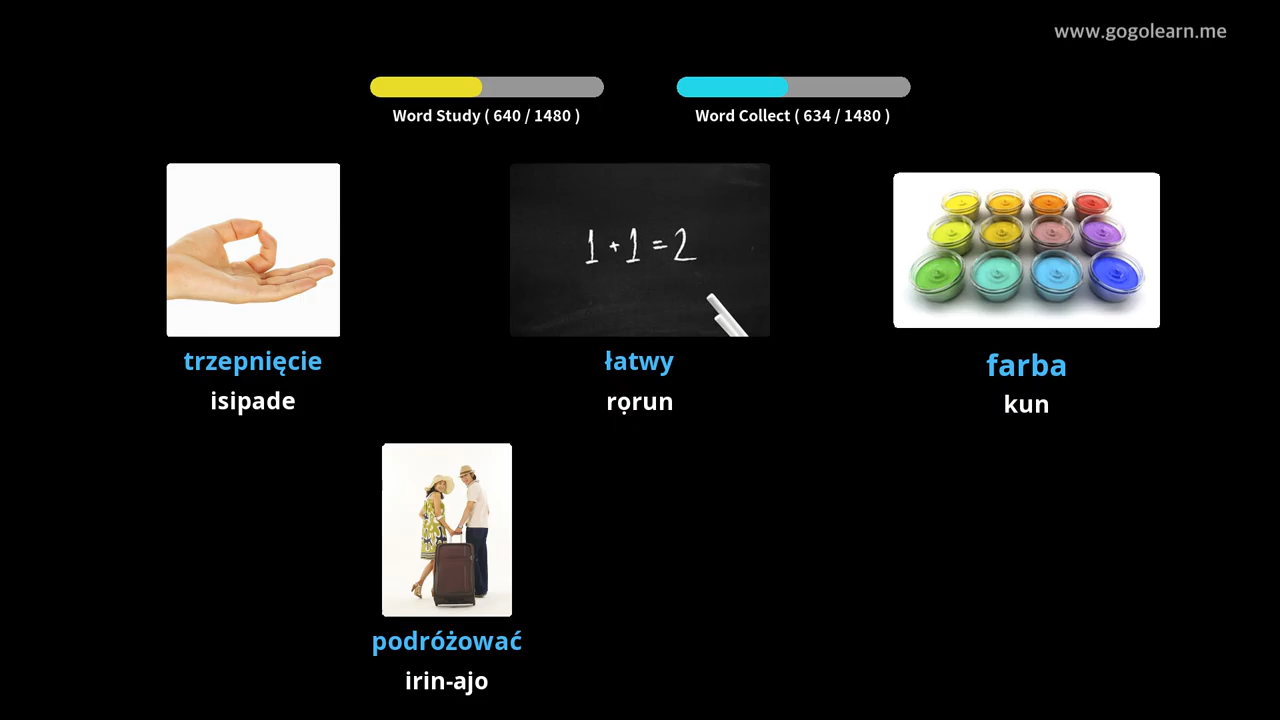 www.gogolearn.me
Word Study ( 640 / 1480 )
Word Collect ( 634 / 1480 )
1 + 1 = 2
trzepnięcie
isipade
łatwy
rọrun
farba
kun
podróżować
irin-ajo